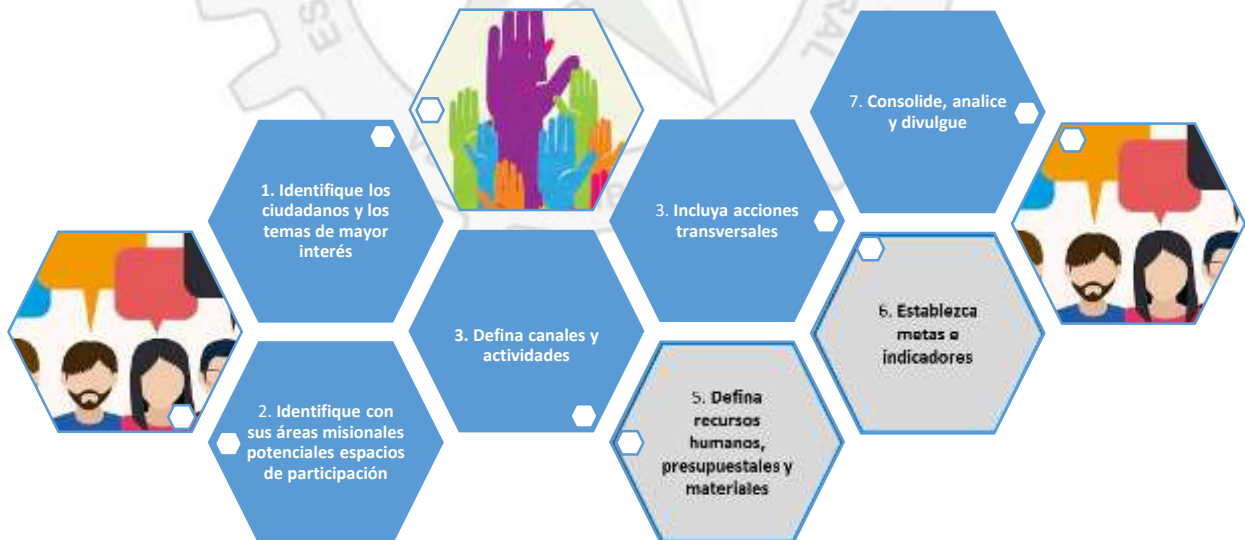 1. Identifique los
ciudadanos y los
temas de mayor
interés
2. Identifique con
sus áreas misionales
potenciales espacios
de participación
3. Defina canales y
actividades
3. Incluya acciones
transversales
5. Defina
recursos
humanos,
presupuestales y
materiales
6. Establezca
metas e
indicadores
7. Consolide, analice
y divulgue